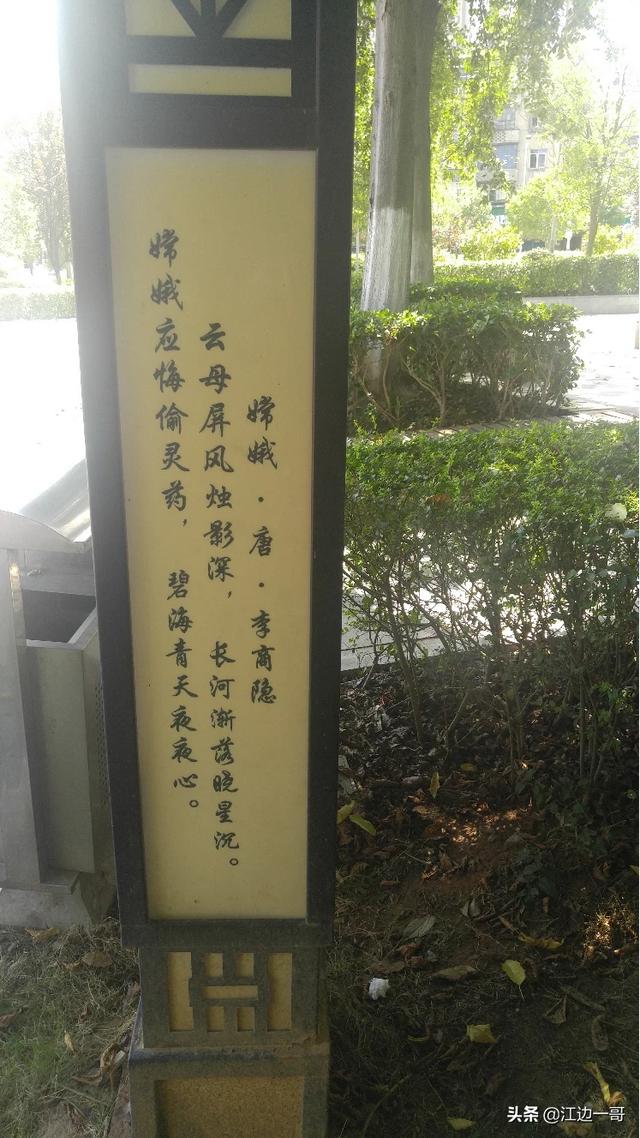 嫦娥·唐·李商隐
云母屏风烛影深，长河渐落晓星沉。
嫦娥应悔偷灵药，碧海青天夜夜心。
头条 @江边一哥